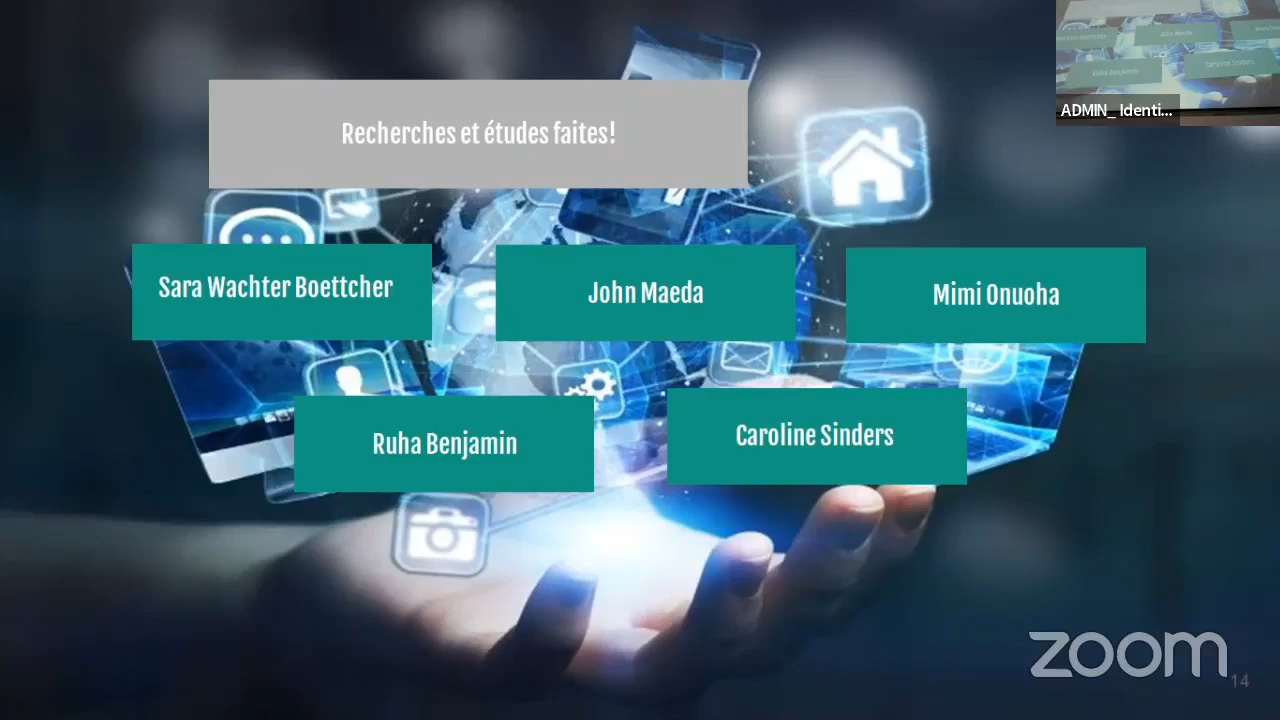 Recherches et études faites!
Sara Wachter Boettcher
John Maeda
Mimi Onuoha
Ruha Benjamin
Caroline Sinders
ADMIN_ Identi...
zoom
14